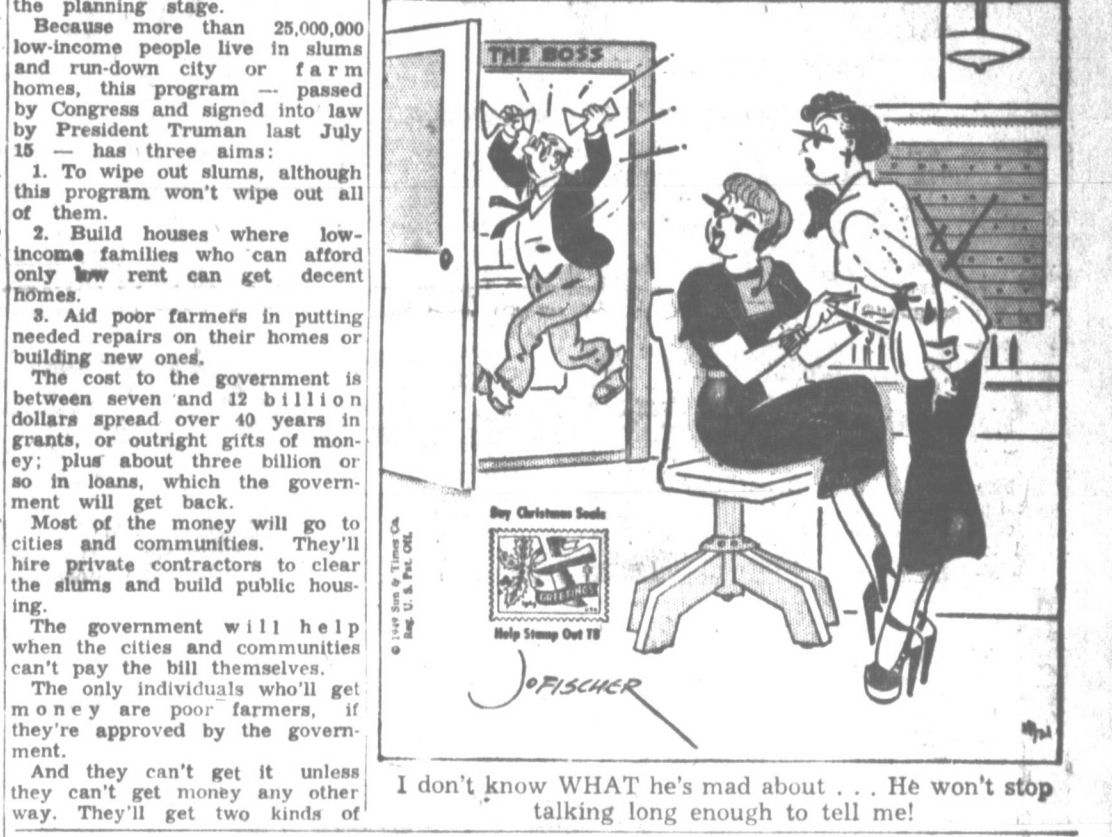 the planning stage.
Because more than 25,000,000
low-income people live in slums
and run-down city or farm
homes, this program — passed
by Congress and signed into law
by President Truman last July
15 — has three aims:
1. To wipe out slums, although
this program won't wipe out all
of them.
2. Build houses where low-
income families who can afford
only low rent can get decent
homes.
3. Aid poor farmers in putting
needed repairs on their homes or
building new ones.
The cost to the government is
between seven and 12 billion
dollars spread over 40 years in
grants, or outright gifts of mon-
ey; plus about three billion or
so in loans, which the govern-
ment will get back.
Most of the money will go to
cities and communities. They'll
hire private contractors to clear
the slums and build public hous-
ing.
The government will help
when the cities and communities
can't pay the bill themselves.
The only individuals who'll get
money are poor farmers, if
they're approved by the govern-
ment.
And they can't get it unless
they can't get money any other
way. They'll get two kinds of
THE BOSS
© 1949 Sun & Times Co.
Reg. U. S. Pat. Off.
Buy Christmas Seals
GREETINGS
Help Stamp Out TB
Jo FISCHER
I don't know WHAT he's mad about . . . He won't stop
talking long enough to tell me!